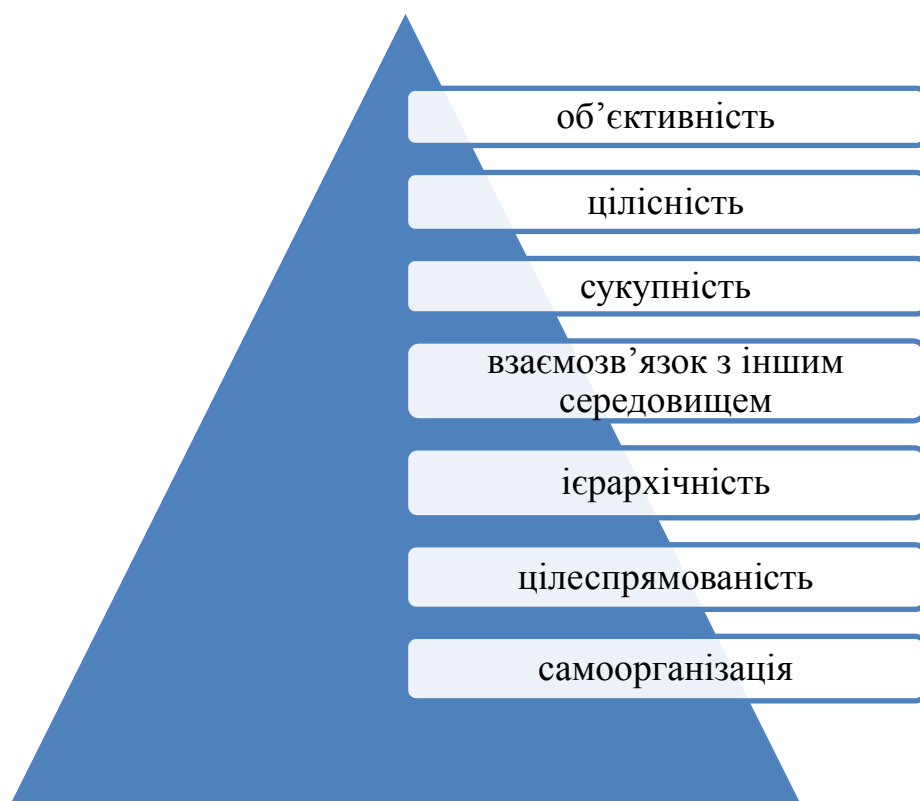 об’єктивність
цілісність
сукупність
взаємозв’язок з іншим
середовищем
ієрархічність
цілеспрямованість
самоорганізація